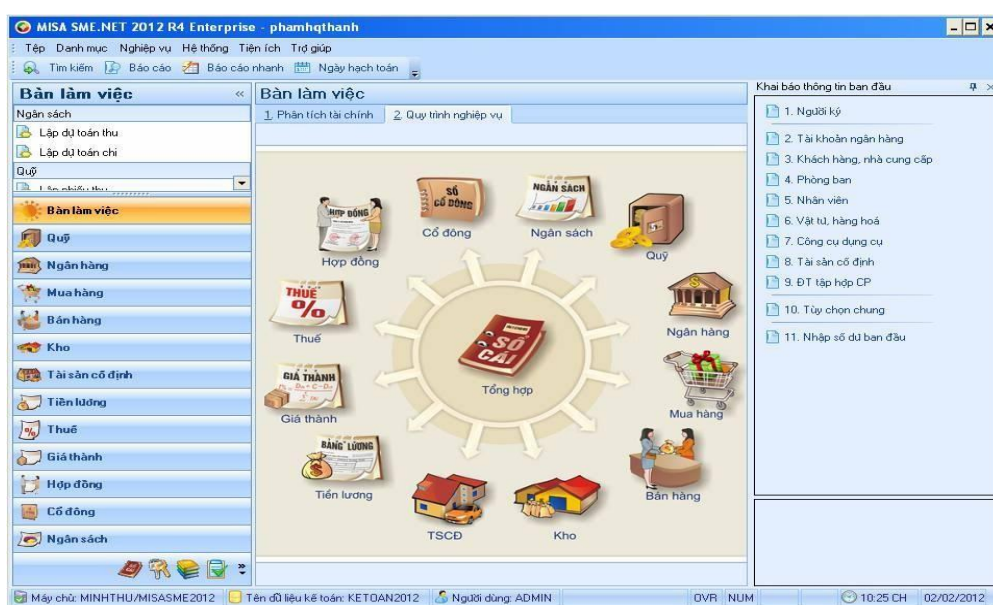 MISA SME.NET 2012 R4 Enterprise - phamhqthanh
Tệp Danh mục Nghiệp vụ Hệ thống Tiện ích Trợ giúp
Tìm kiếm Báo cáo Báo cáo nhanh Ngày hạch toán
Bàn làm việc «
Ngân sách
Lập dự toán thu
Lập dự toán chi
Quỹ
Lập phiếu thu
Bàn làm việc
Quỹ
Ngân hàng
Mua hàng
Bán hàng
Kho
Tài sản cố định
Tiền lương
Thuế
Giá thành
Hợp đồng
Cổ đông
Ngân sách
Bàn làm việc
1. Phân tích tài chính 2. Quy trình nghiệp vụ
HỢP ĐỒNG
Hợp đồng
SỔ
CỔ ĐÔNG
Cổ đông
NGÂN SÁCH
Ngân sách
Quỹ
Ngân hàng
Mua hàng
Bán hàng
Kho
TSCĐ
BẢNG LƯƠNG
Tiền lương
GIÁ THÀNH
Giá thành
THUẾ
%
Thuế
SỔ
CÁI
Tổng hợp
Khai báo thông tin ban đầu
1. Người ký
2. Tài khoản ngân hàng
3. Khách hàng, nhà cung cấp
4. Phòng ban
5. Nhân viên
6. Vật tư, hàng hoá
7. Công cụ dụng cụ
8. Tài sản cố định
9. ĐT tập hợp CP
10. Tùy chọn chung
11. Nhập số dư ban đầu
Máy chủ: MINHTHU/MISASME2012 Tên dữ liệu kế toán: KETOAN2012 Người dùng: ADMIN OVR NUM 10:25 CH 02/02/2012